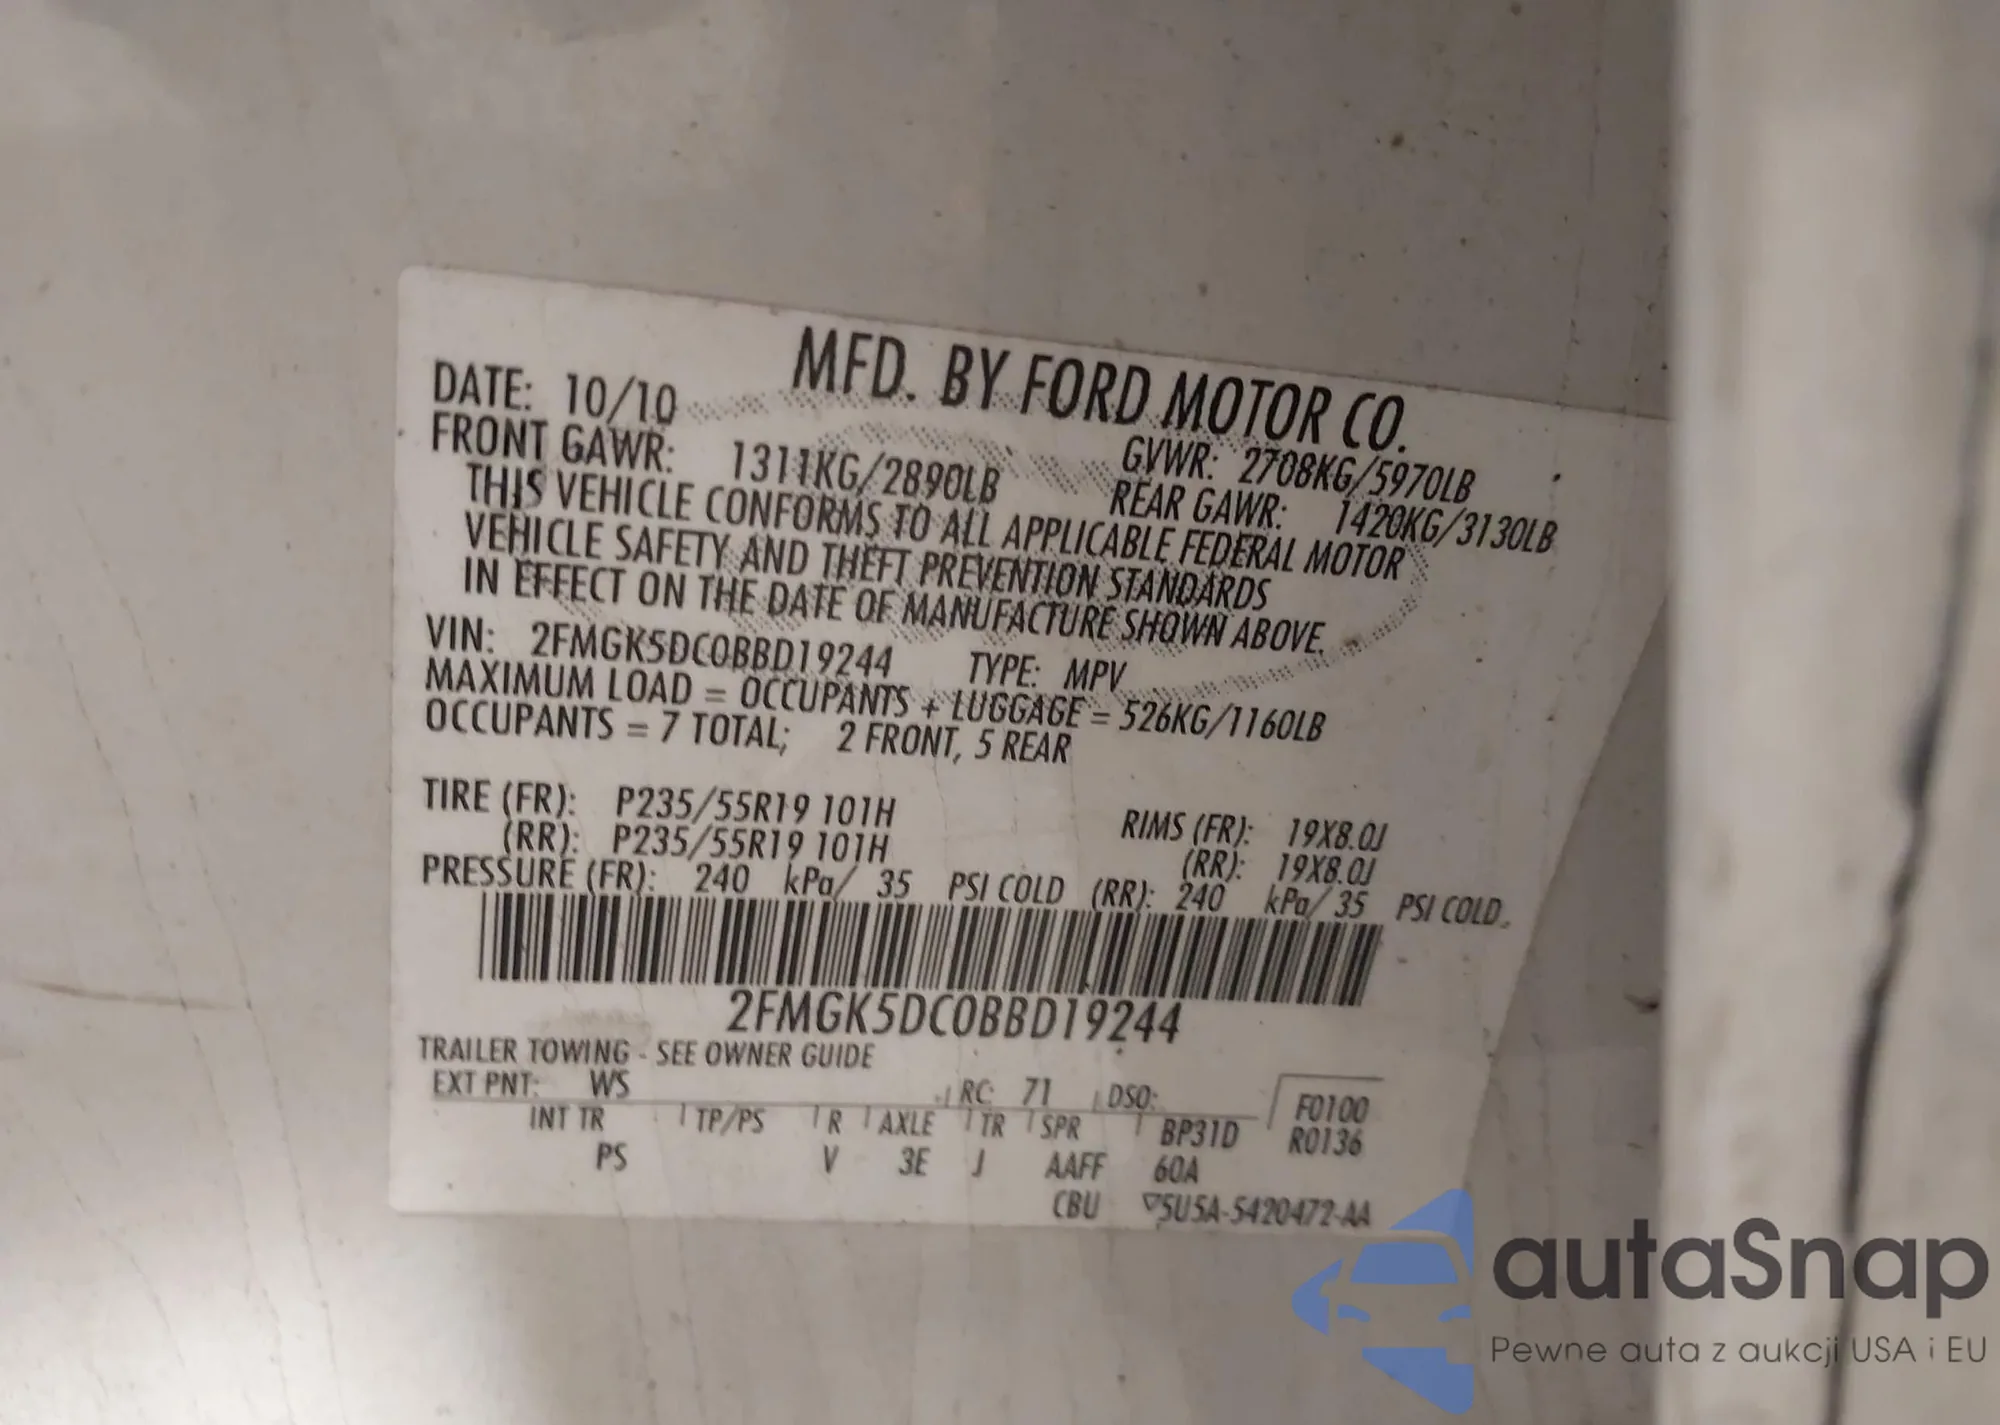 MFD. BY FORD MOTOR CO.
DATE: 10/10 GVWR: 2708KG/5970LB
FRONT GAWR: 1311KG/2890LB REAR GAWR: 1420KG/3130LB
THIS VEHICLE CONFORMS TO ALL APPLICABLE FEDERAL MOTOR
VEHICLE SAFETY AND THEFT PREVENTION STANDARDS
IN EFFECT ON THE DATE OF MANUFACTURE SHOWN ABOVE.
VIN: 2FMGK5DC0BBD19244 TYPE: MPV
MAXIMUM LOAD = OCCUPANTS + LUGGAGE = 526KG/1160LB
OCCUPANTS = 7 TOTAL; 2 FRONT, 5 REAR
TIRE (FR): P235/55R19 101H RIMS (FR): 19X8.0J
(RR): P235/55R19 101H (RR): 19X8.0J
PRESSURE (FR): 240 kPa/ 35 PSI COLD (RR): 240 kPa/ 35 PSI COLD
2FMGK5DC0BBD19244
TRAILER TOWING - SEE OWNER GUIDE
EXT PNT: WS RC: 71 DSO: F0100
INT TR TP/PS R AXLE TR SPR BP31D R0136
PS V 3E J AAFF 60A
CBU ▽5U5A-5420472-AA
autaSnap
Pewne auta z aukcji USA i EU